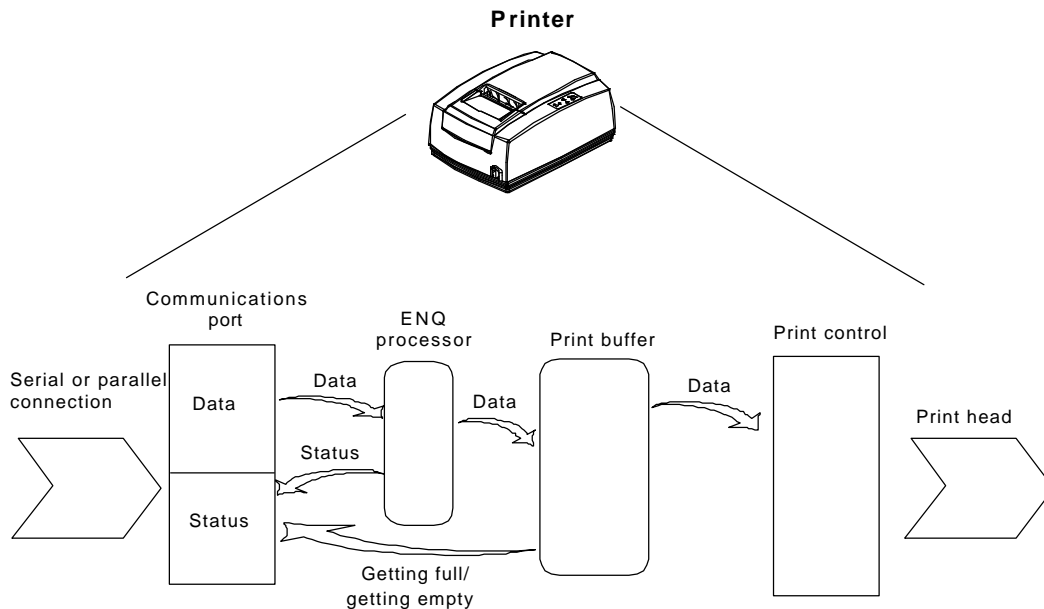 Printer
Communications
port
ENQ
processor
Print buffer
Print control
Serial or parallel
connection
Data
Data
Data
Data
Print head
Status
Status
Getting full/
getting empty